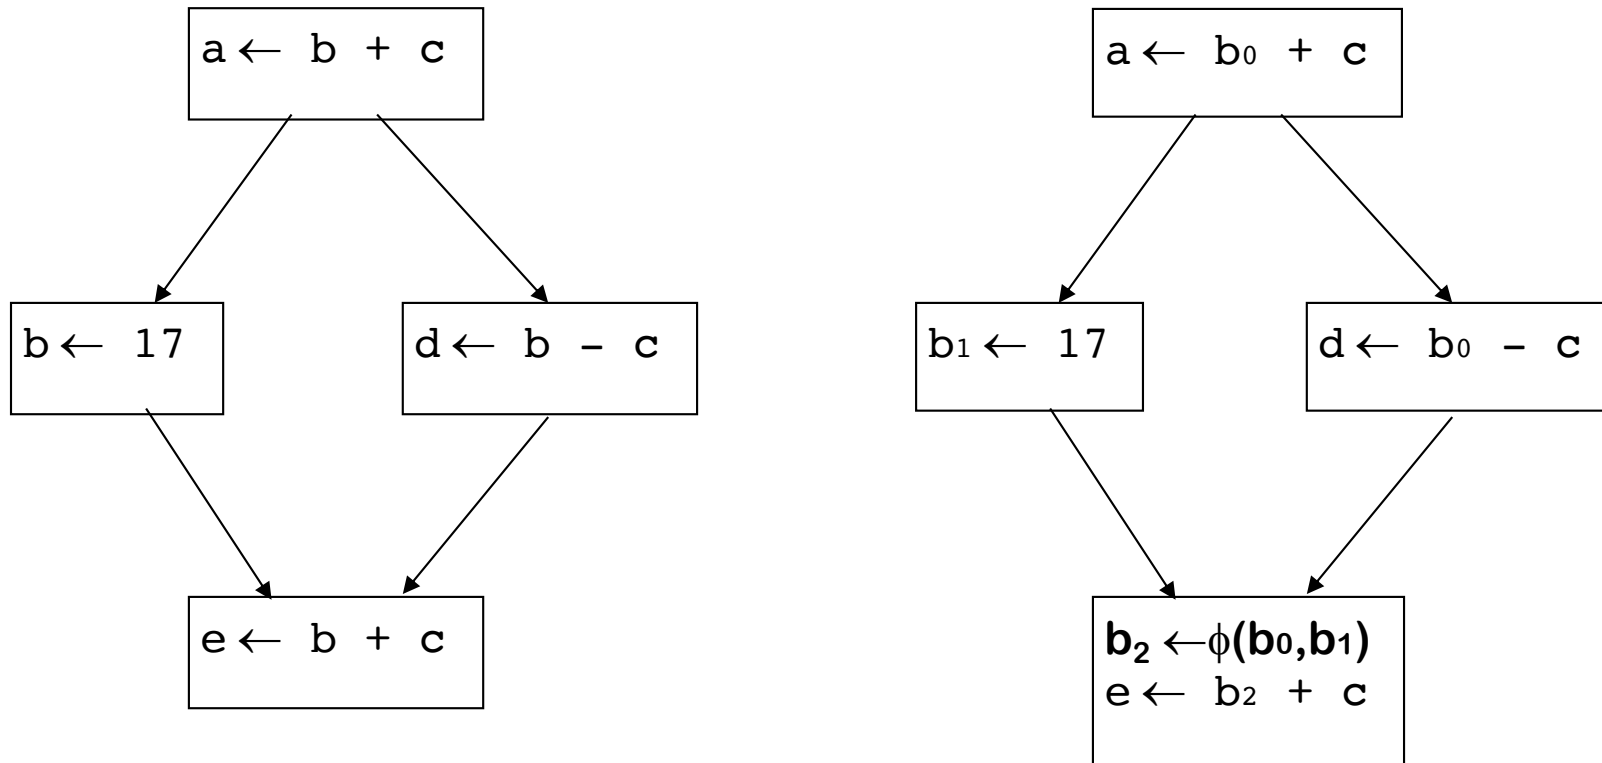 a ← b + c
a ← b0 + c
b ← 17
d ← b - c
b1 ← 17
d ← b0 - c
e ← b + c
b2 ←ϕ(b0,b1)
e ← b2 + c